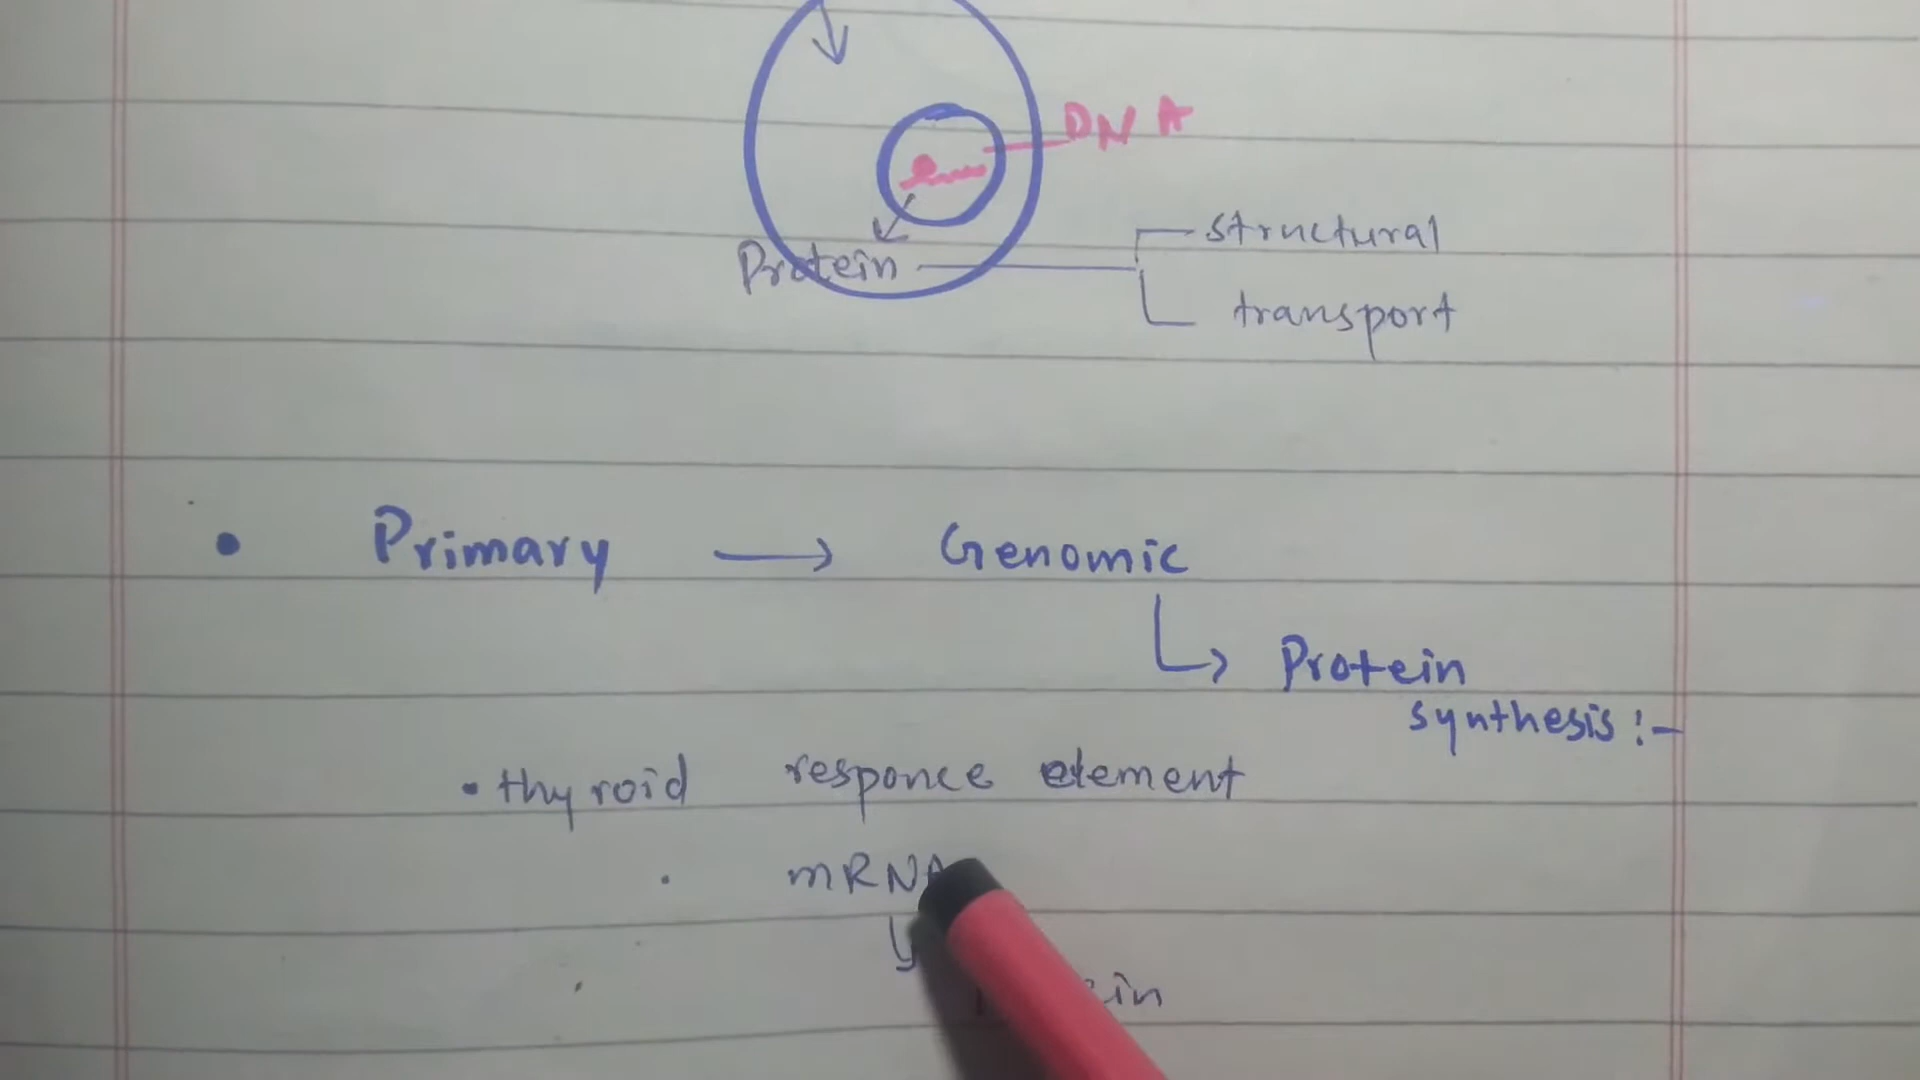 DNA
structural
Protein
transport
• Primary → Genomic
Protein
synthesis :-
• thyroid responce element
mRNA